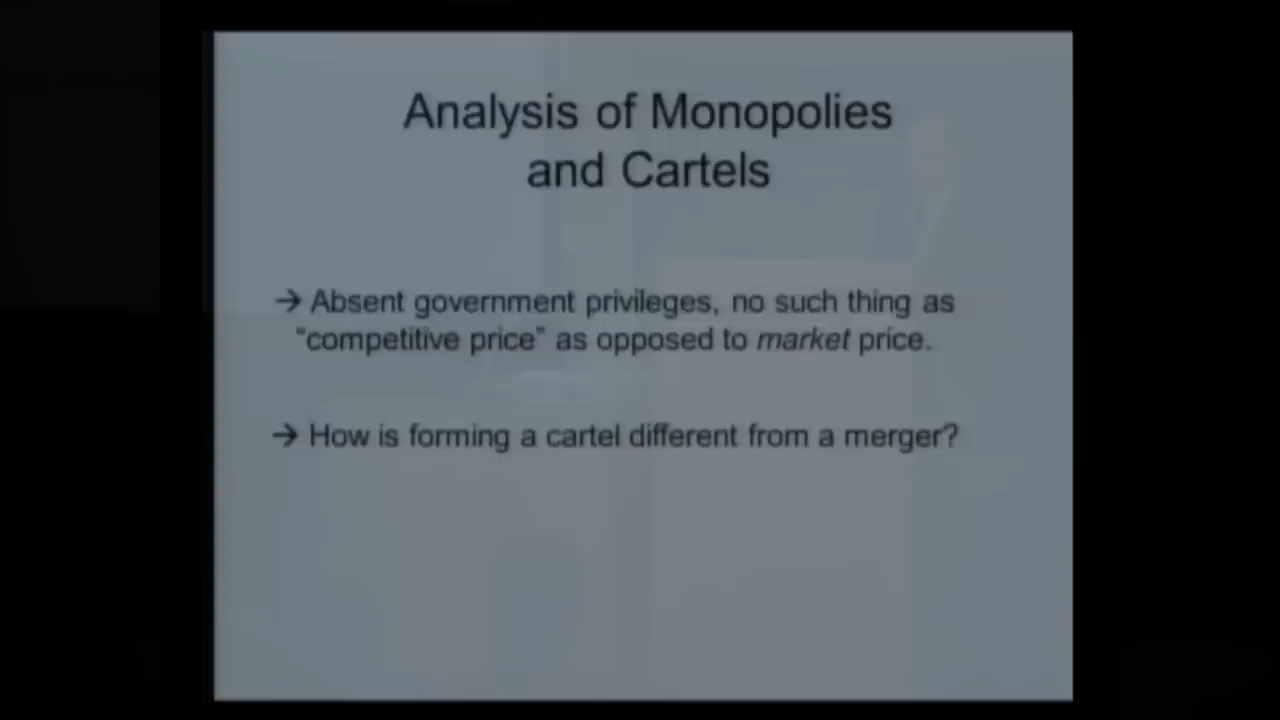 Analysis of Monopolies
and Cartels
→ Absent government privileges, no such thing as
“competitive price” as opposed to market price.
→ How is forming a cartel different from a merger?